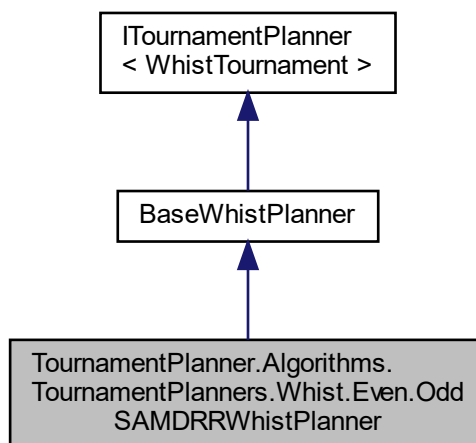 ITournamentPlanner
< WhistTournament >
BaseWhistPlanner
TournamentPlanner.Algorithms.
TournamentPlanners.Whist.Even.Odd
SAMDRRWhistPlanner